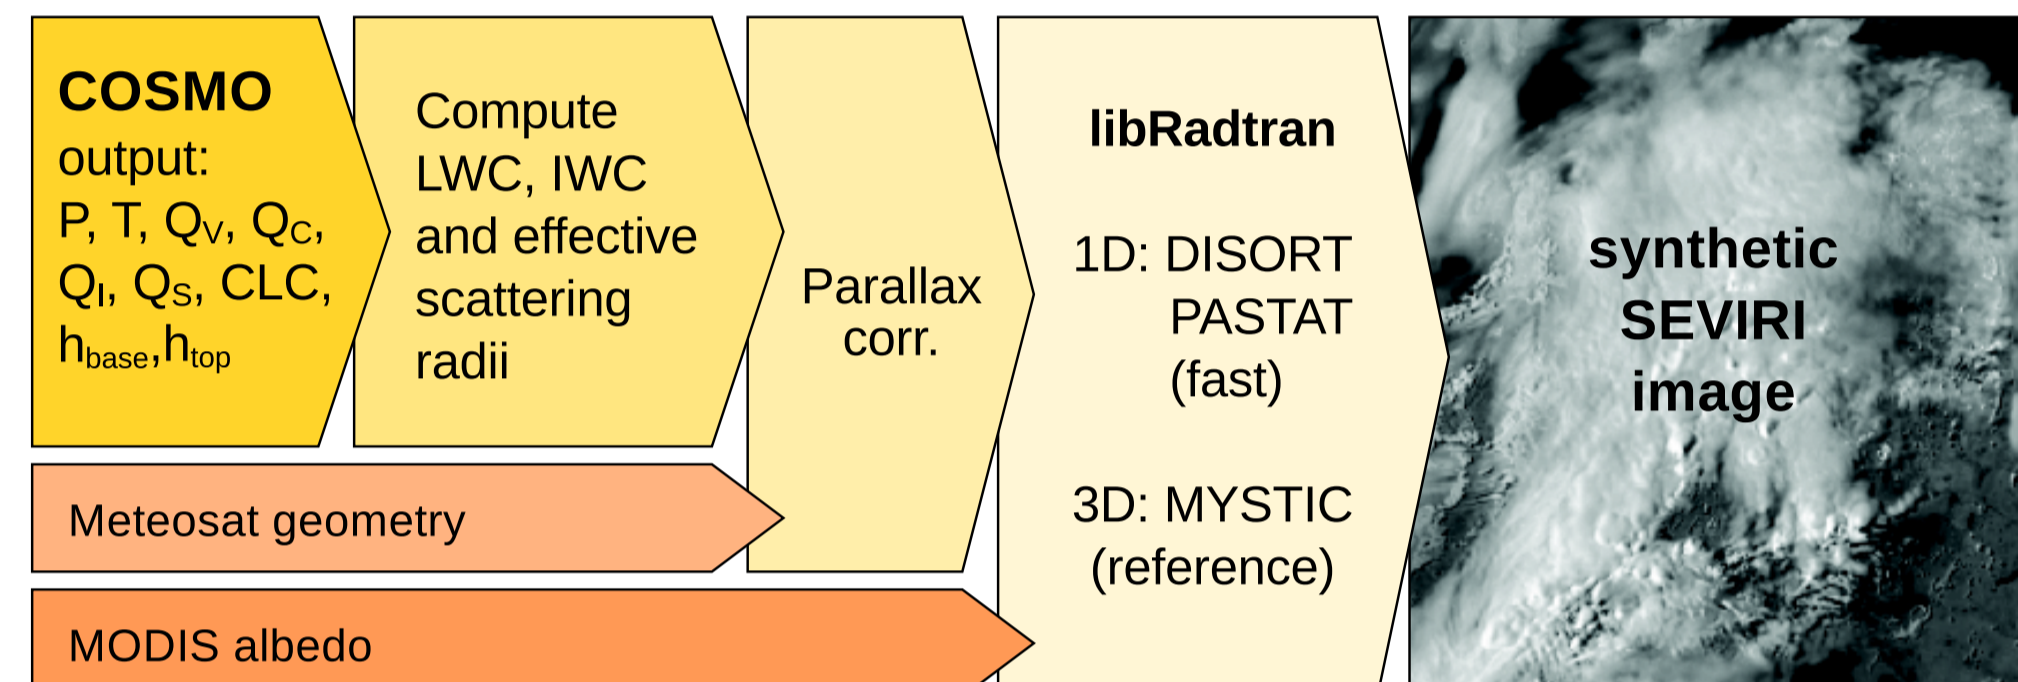 COSMO
output:
P, T, QV, QC,
QI, QS, CLC,
hbase,htop
Compute
LWC, IWC
and effective
scattering
radii
Parallax
corr.
libRadtran
1D: DISORT
PASTAT
(fast)
3D: MYSTIC
(reference)
synthetic
SEVIRI
image
Meteosat geometry
MODIS albedo